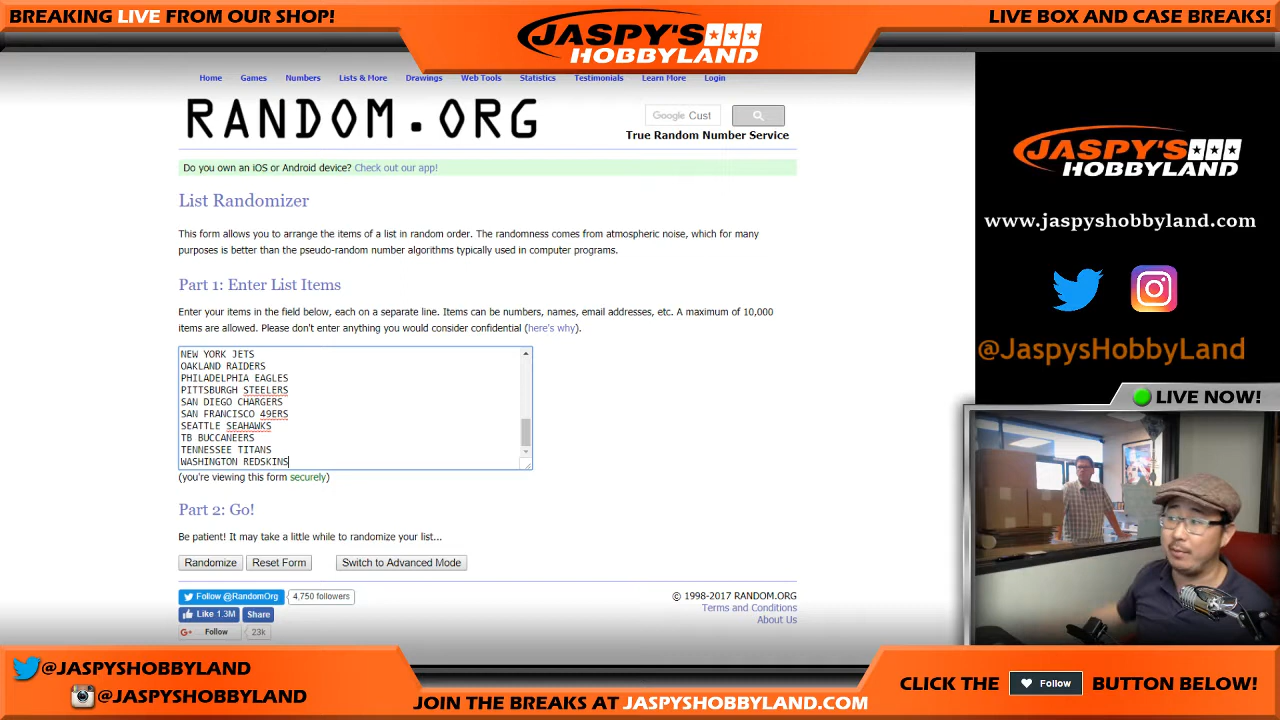 BREAKING LIVE FROM OUR SHOP!
JASPY'S
HOBBYLAND
LIVE BOX AND CASE BREAKS!
Home Games Numbers Lists & More Drawings Web Tools Statistics Testimonials Learn More Login
RANDOM.ORG
Google Cust
True Random Number Service
Do you own an iOS or Android device? Check out our app!
List Randomizer
This form allows you to arrange the items of a list in random order. The randomness comes from atmospheric noise, which for many
purposes is better than the pseudo-random number algorithms typically used in computer programs.
Part 1: Enter List Items
Enter your items in the field below, each on a separate line. Items can be numbers, names, email addresses, etc. A maximum of 10,000
items are allowed. Please don't enter anything you would consider confidential (here's why).
NEW YORK JETS
OAKLAND RAIDERS
PHILADELPHIA EAGLES
PITTSBURGH STEELERS
SAN DIEGO CHARGERS
SAN FRANCISCO 49ERS
SEATTLE SEAHAWKS
TB BUCCANEERS
TENNESSEE TITANS
WASHINGTON REDSKINS
(you're viewing this form securely)
Part 2: Go!
Be patient! It may take a little while to randomize your list...
Randomize Reset Form Switch to Advanced Mode
Follow @RandomOrg 4,750 followers
Like 1.3M Share
G+ Follow 23k
© 1998-2017 RANDOM.ORG
Terms and Conditions
About Us
JASPY'S
HOBBYLAND
www.jaspyshobbyland.com
@JaspysHobbyLand
LIVE NOW!
@JASPYSHOBBYLAND
@JASPYSHOBBYLAND
JOIN THE BREAKS AT JASPYSHOBBYLAND.COM
CLICK THE Follow BUTTON BELOW!